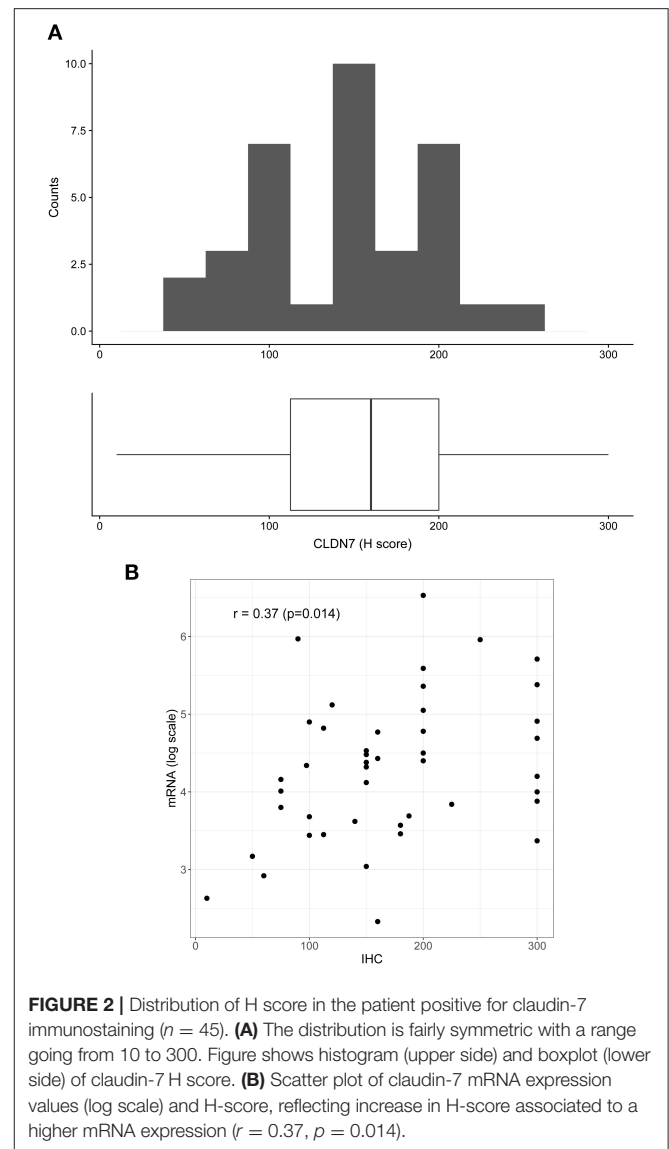 A
10.0
7.5
5.0
2.5
0.0
Counts
0 100 200 300
0 100 200 300
CLDN7 (H score)
B
r = 0.37 (p=0.014)
6
5
4
3
mRNA (log scale)
0 100 200 300
IHC
FIGURE 2 | Distribution of H score in the patient positive for claudin-7
immunostaining (n = 45). (A) The distribution is fairly symmetric with a range
going from 10 to 300. Figure shows histogram (upper side) and boxplot (lower
side) of claudin-7 H score. (B) Scatter plot of claudin-7 mRNA expression
values (log scale) and H-score, reflecting increase in H-score associated to a
higher mRNA expression (r = 0.37, p = 0.014).